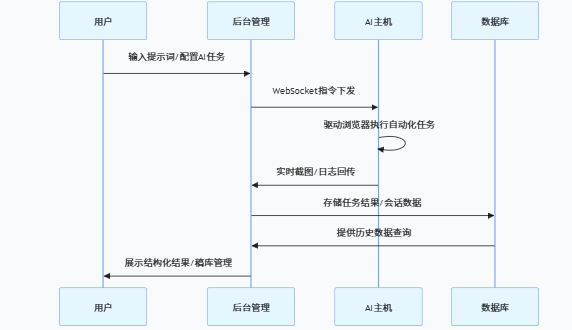 用户
后台管理
AI主机
数据库
输入提示词/配置AI任务
WebSocket指令下发
驱动浏览器执行自动化任务
实时截图/日志回传
存储任务结果/会话数据
提供历史数据查询
展示结构化结果/稿库管理
用户
后台管理
AI主机
数据库